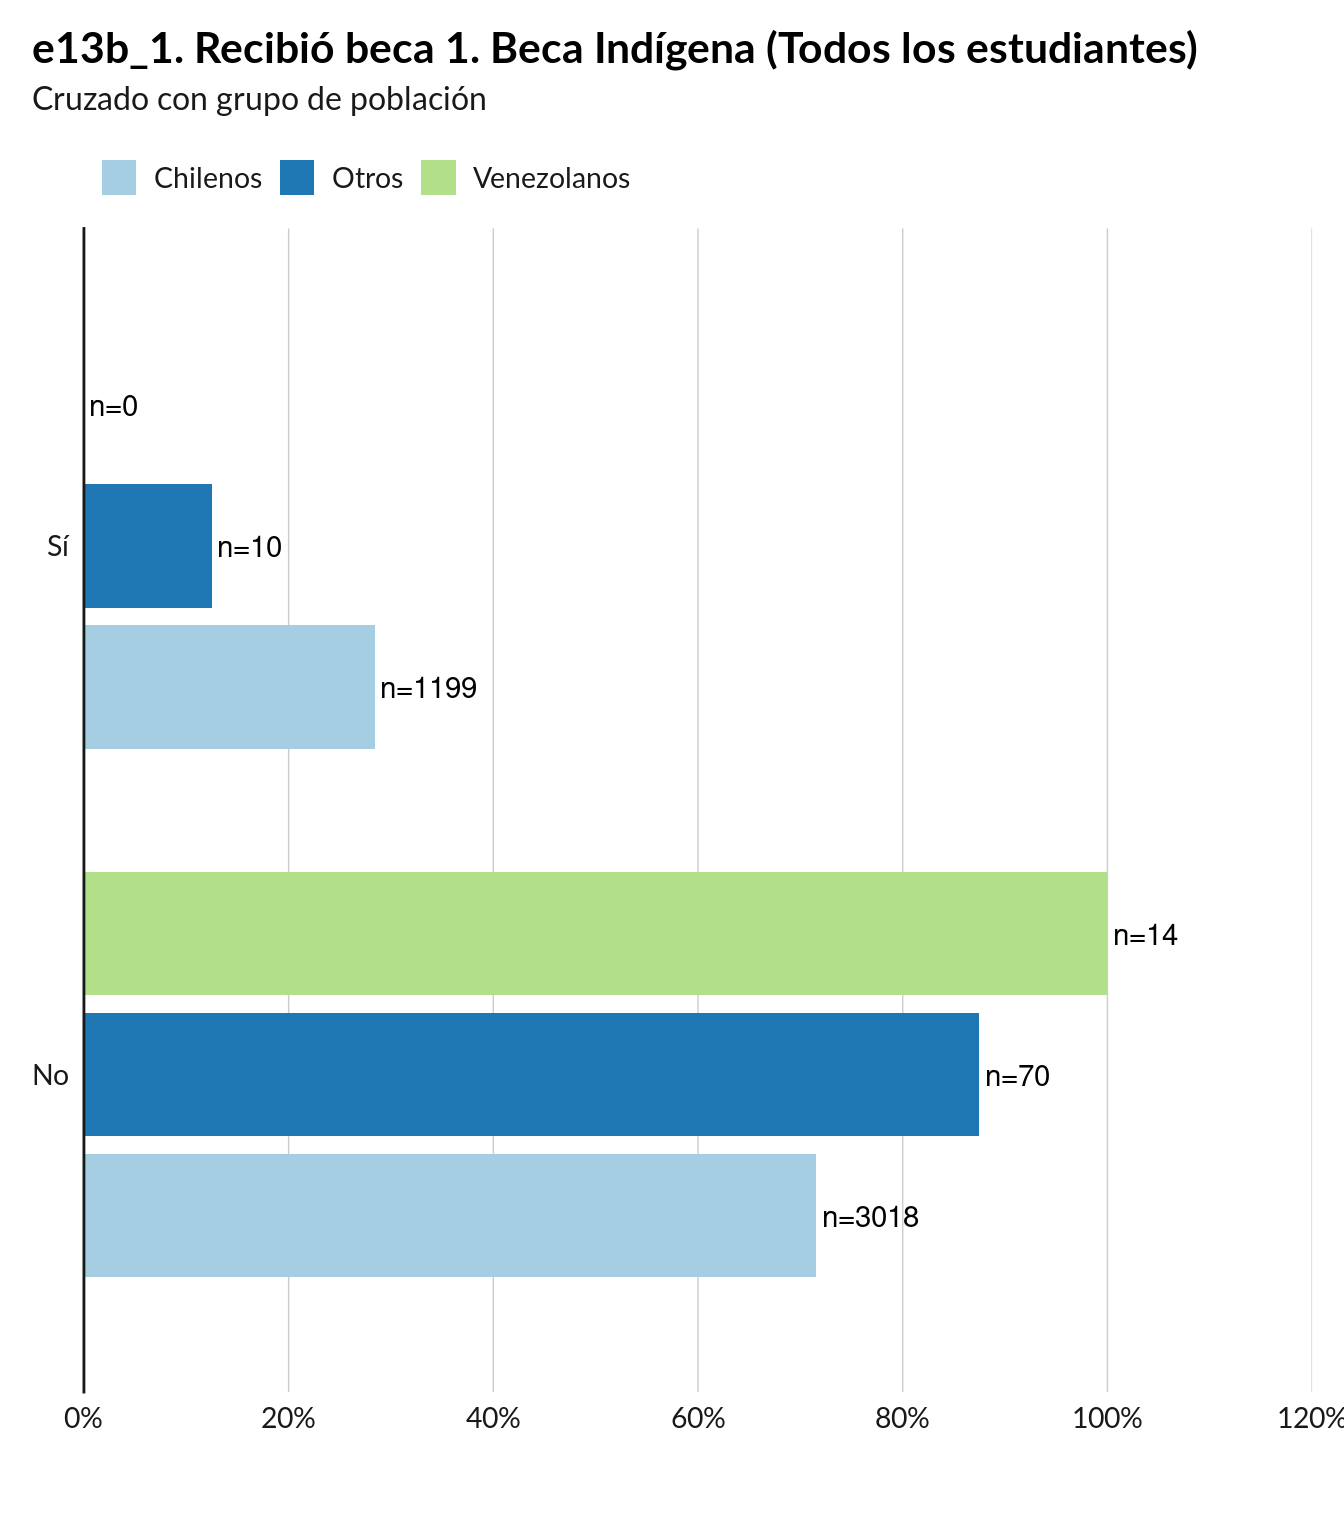 e13b_1. Recibió beca 1. Beca Indígena (Todos los estudiantes)
Cruzado con grupo de población
Chilenos Otros Venezolanos
n=0
Sí n=10
n=1199
n=14
No n=70
n=3018
0% 20% 40% 60% 80% 100% 120%